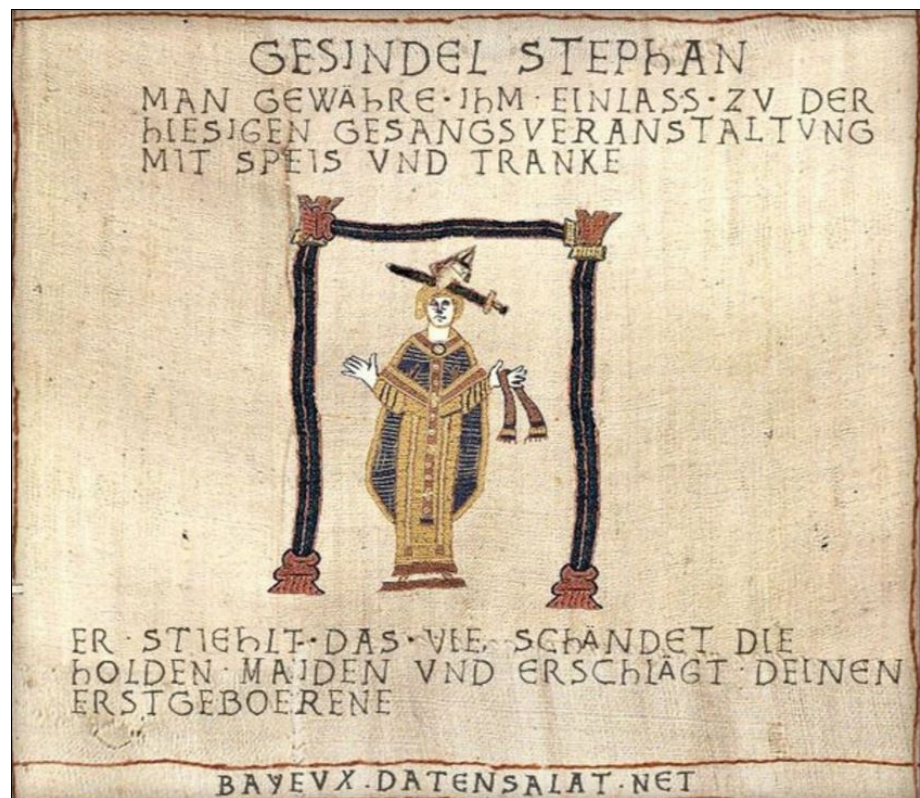 GESINDEL STEPhAN
MAN GEWÄhRE·IhM·EINLASS·ZV DER
hIESIGEN GESANGSVERANSTALTVNG
MIT SPEIS VND TRANKE
ER·STIEhLT·DAS·VIE, SChÄNDET DIE
hOLDEN·MAIDEN VND ERSChLÄGT·DEINEN
ERSTGEBOERENE
BAYEVX.DATENSALAT.NET